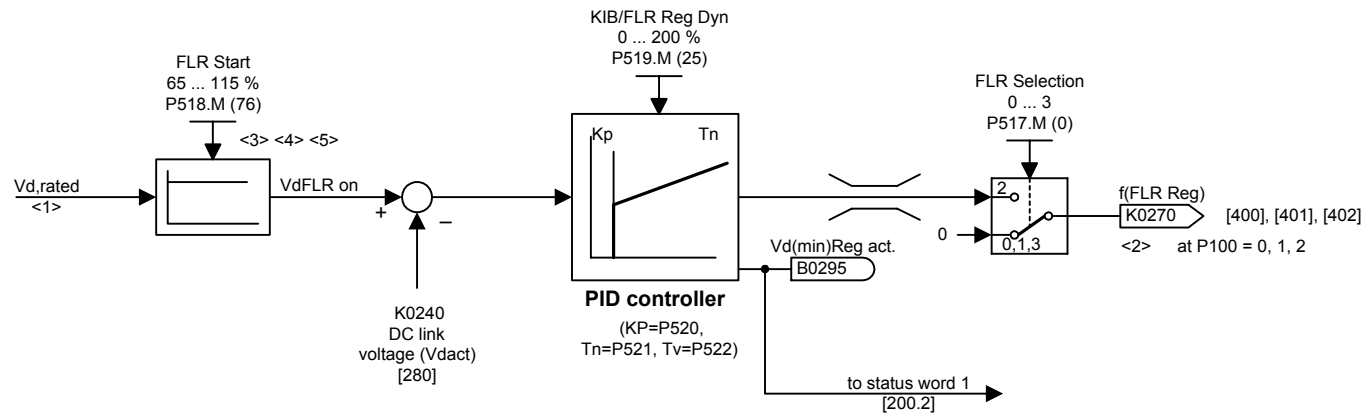 KIB/FLR Reg Dyn
0 ... 200 %
P519.M (25)
FLR Start
65 ... 115 %
P518.M (76)
<3> <4> <5>
FLR Selection
0 ... 3
P517.M (0)
Kp
Tn
Vd,rated
<1>
VdFLR on
+
−
2
0
0,1,3
f(FLR Reg)
K0270
[400], [401], [402]
<2>
at P100 = 0, 1, 2
Vd(min)Reg act.
B0295
PID controller
(KP=P520,
Tn=P521, Tv=P522)
K0240
DC link
voltage (Vdact)
[280]
to status word 1
[200.2]